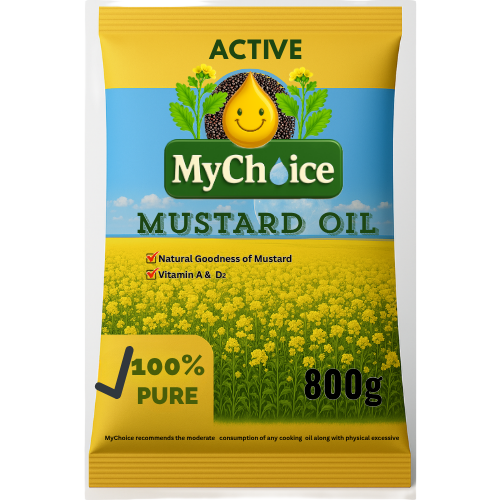 ACTIVE
MyChoice
MUSTARD OIL
Natural Goodness of Mustard
Vitamin A & D2
100%
PURE
800g
MyChoice recommends the moderate consumption of any cooking oil along with physical excessive